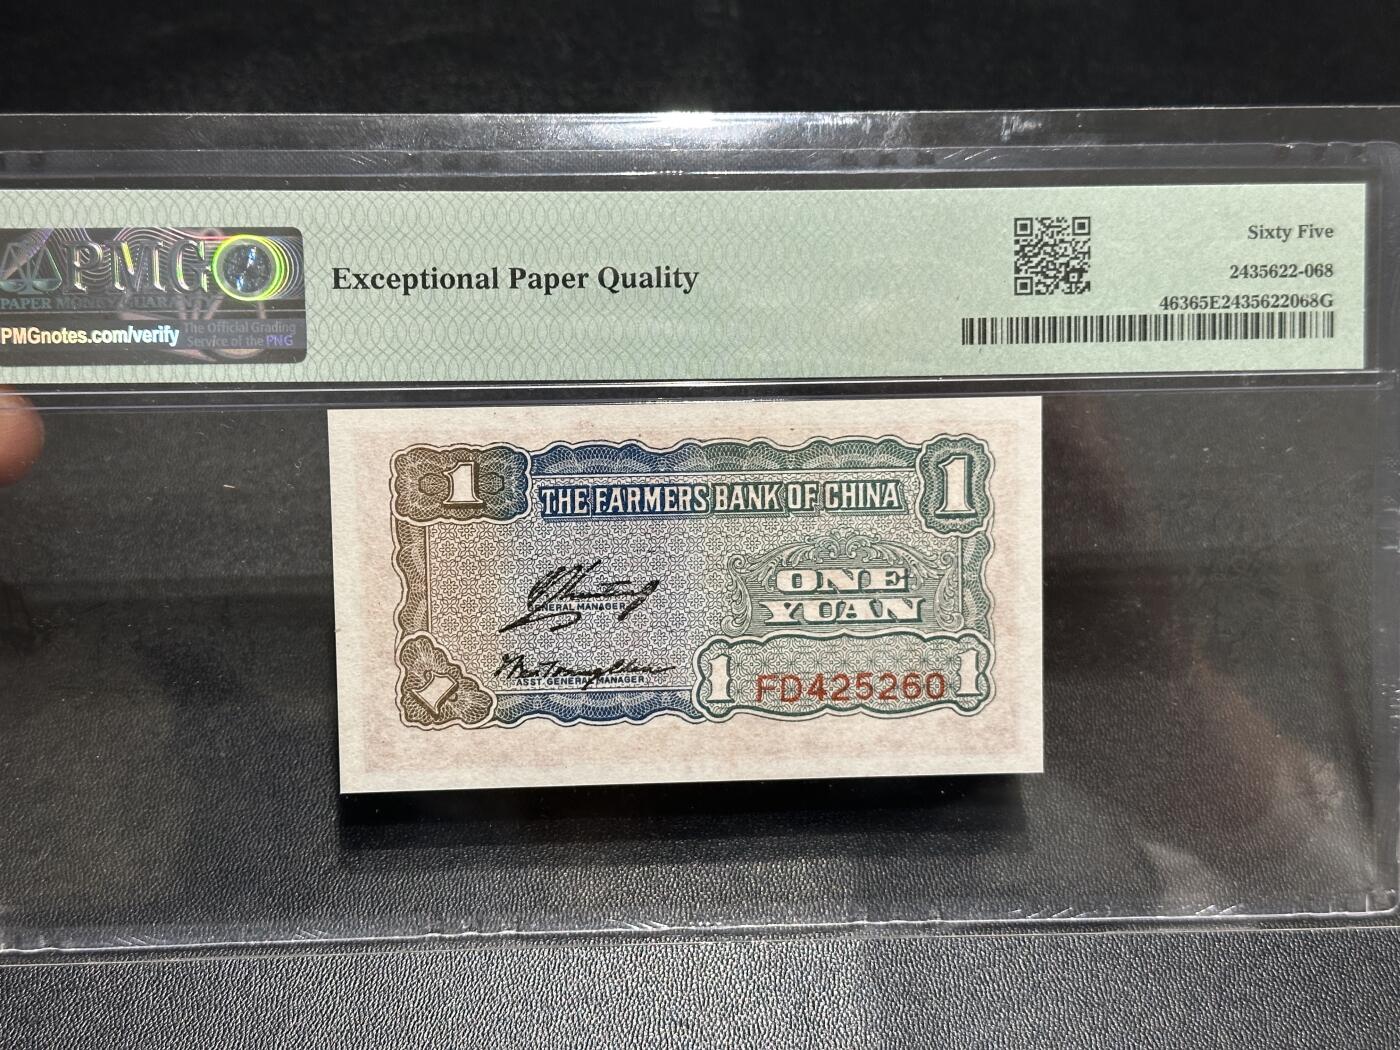 PMG
PAPER MONEY GUARANTY
PMGnotes.com/verify
The Official Grading
Service of the PNG
Exceptional Paper Quality
Sixty Five
2435622-068
46365E2435622068G
1
1
THE FARMERS BANK OF CHINA
ONE
YUAN
GENERAL MANAGER
ASST. GENERAL MANAGER
1
1
FD425260
1